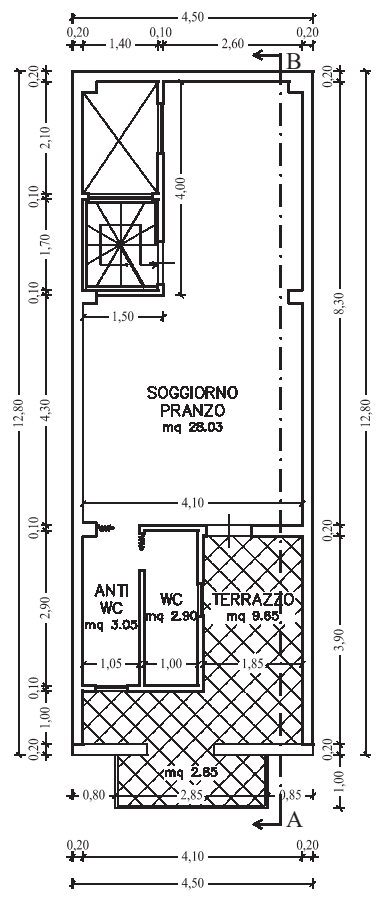 4,50
0,20 1,40 0,10 2,60 0,20
B
0,20 0,20
2,10
4,00
0,10
1,70
0,10
1,50
8,30
12,80 4,30 12,80
SOGGIORNO
PRANZO
mq 28.03
4,10
0,10 0,20
2,90
ANTI
WC
mq 3.05
WC
mq 2.90
TERRAZZO
mq 9.65
3,90
1,05 1,00 1,85
0,10
1,00
0,20 0,20
mq 2.85
1,00
0,80 2,85 0,85
A
0,20 4,10 0,20
4,50